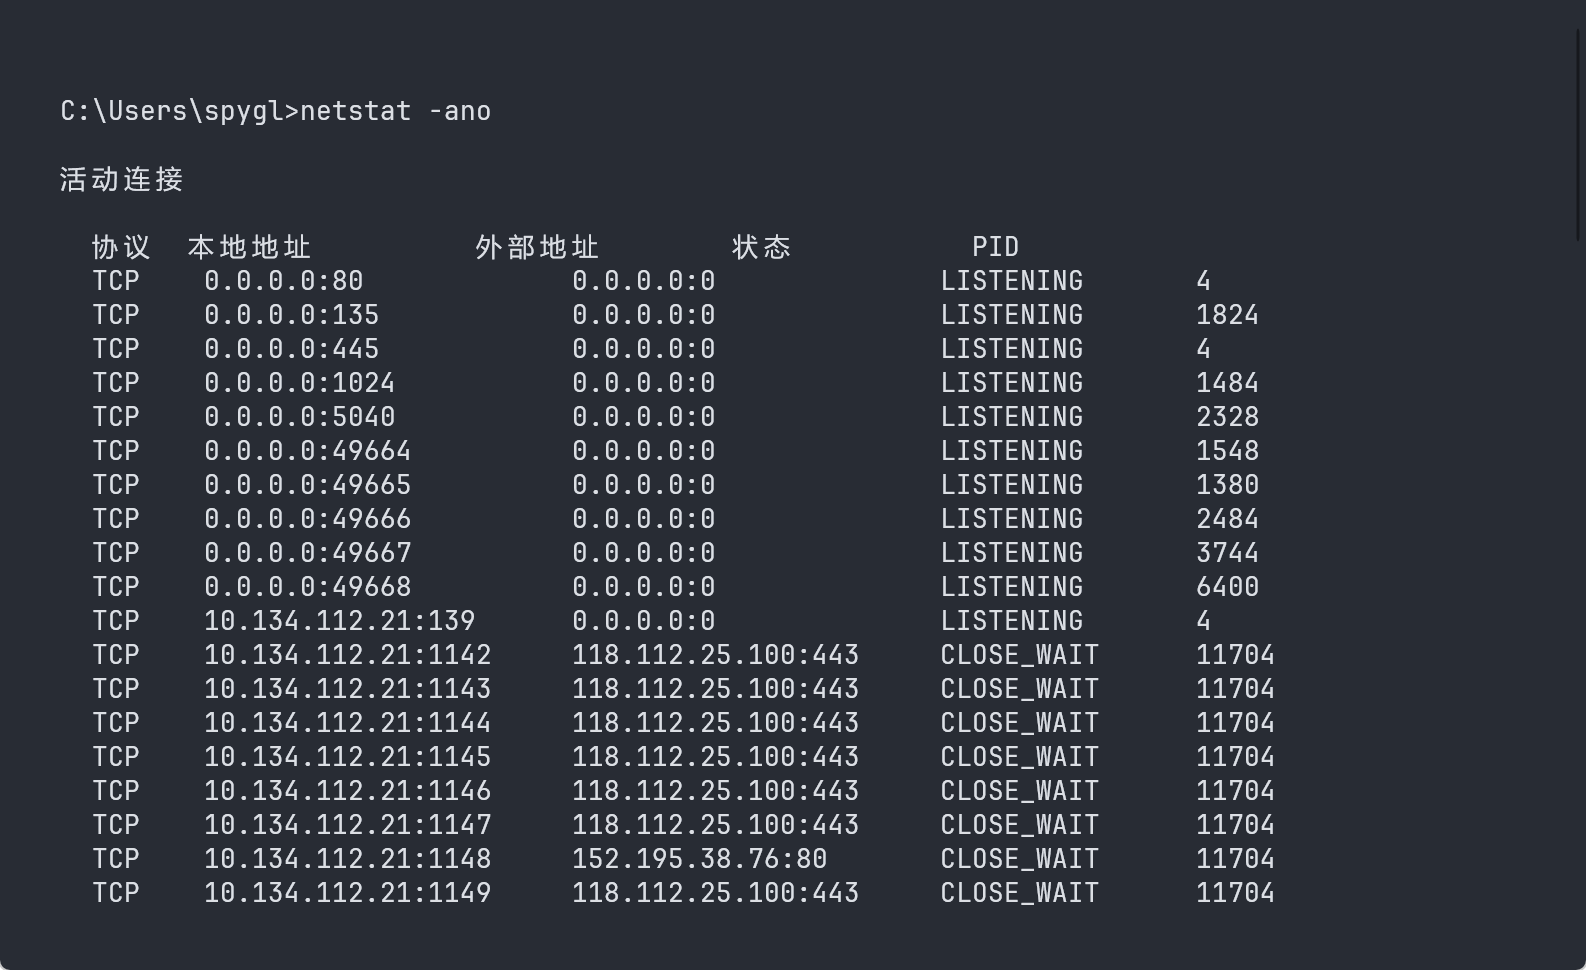 C:\Users\spygl>netstat -ano
活动连接
协议 本地地址 外部地址 状态 PID
TCP 0.0.0.0:80 0.0.0.0:0 LISTENING 4
TCP 0.0.0.0:135 0.0.0.0:0 LISTENING 1824
TCP 0.0.0.0:445 0.0.0.0:0 LISTENING 4
TCP 0.0.0.0:1024 0.0.0.0:0 LISTENING 1484
TCP 0.0.0.0:5040 0.0.0.0:0 LISTENING 2328
TCP 0.0.0.0:49664 0.0.0.0:0 LISTENING 1548
TCP 0.0.0.0:49665 0.0.0.0:0 LISTENING 1380
TCP 0.0.0.0:49666 0.0.0.0:0 LISTENING 2484
TCP 0.0.0.0:49667 0.0.0.0:0 LISTENING 3744
TCP 0.0.0.0:49668 0.0.0.0:0 LISTENING 6400
TCP 10.134.112.21:139 0.0.0.0:0 LISTENING 4
TCP 10.134.112.21:1142 118.112.25.100:443 CLOSE_WAIT 11704
TCP 10.134.112.21:1143 118.112.25.100:443 CLOSE_WAIT 11704
TCP 10.134.112.21:1144 118.112.25.100:443 CLOSE_WAIT 11704
TCP 10.134.112.21:1145 118.112.25.100:443 CLOSE_WAIT 11704
TCP 10.134.112.21:1146 118.112.25.100:443 CLOSE_WAIT 11704
TCP 10.134.112.21:1147 118.112.25.100:443 CLOSE_WAIT 11704
TCP 10.134.112.21:1148 152.195.38.76:80 CLOSE_WAIT 11704
TCP 10.134.112.21:1149 118.112.25.100:443 CLOSE_WAIT 11704